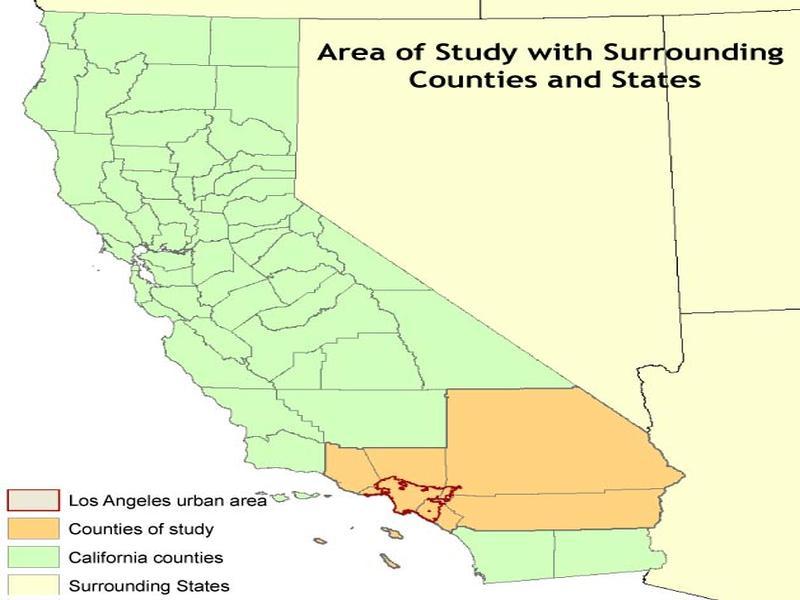 Area of Study with Surrounding
Counties and States
Los Angeles urban area
Counties of study
California counties
Surrounding States